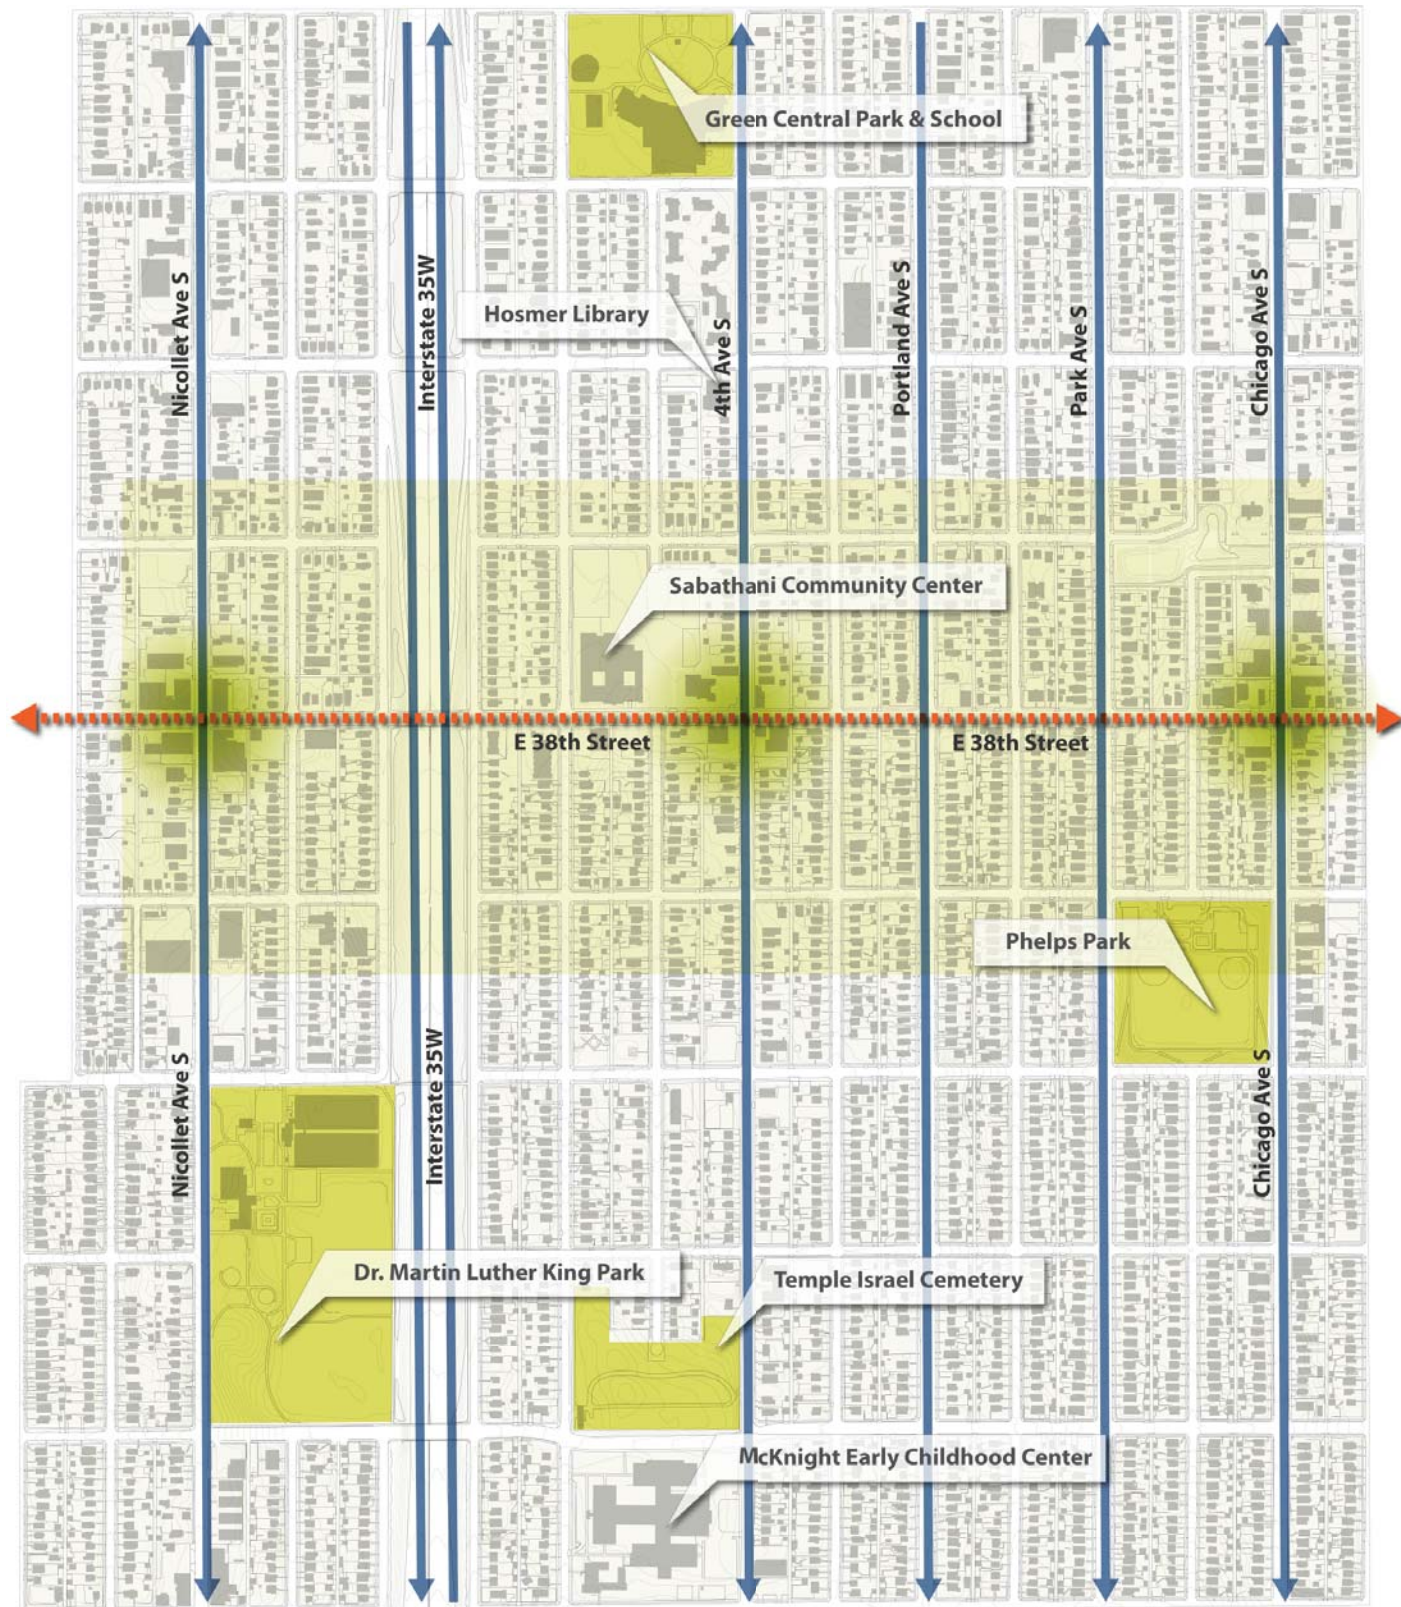 Green Central Park & School
Hosmer Library
Nicollet Ave S
Interstate 35W
4th Ave S
Portland Ave S
Park Ave S
Chicago Ave S
Sabathani Community Center
E 38th Street
E 38th Street
Phelps Park
Nicollet Ave S
Interstate 35W
Chicago Ave S
Dr. Martin Luther King Park
Temple Israel Cemetery
McKnight Early Childhood Center